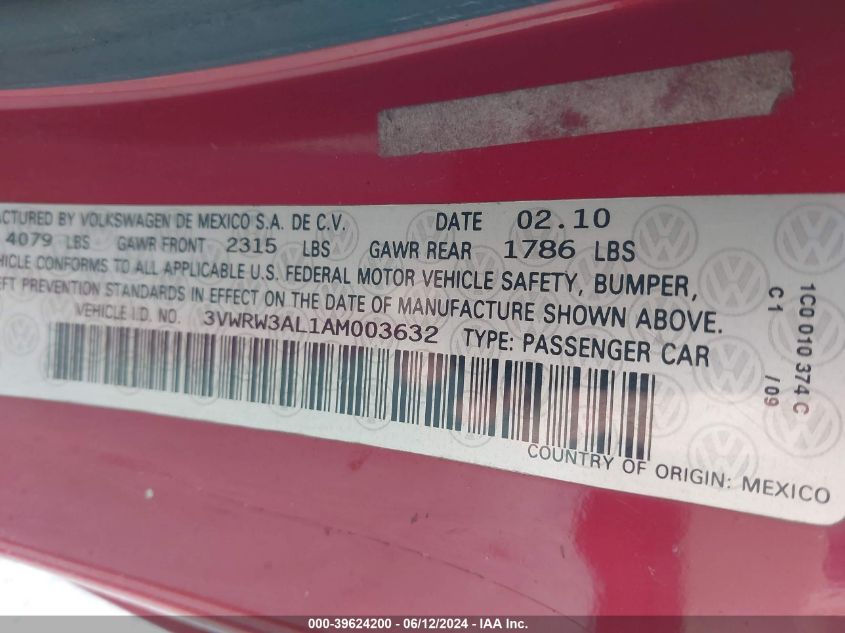 ACTURED BY VOLKSWAGEN DE MEXICO S.A. DE C.V. DATE 02.10
4079 LBS GAWR FRONT 2315 LBS GAWR REAR 1786 LBS
HICLE CONFORMS TO ALL APPLICABLE U.S. FEDERAL MOTOR VEHICLE SAFETY, BUMPER,
EFT PREVENTION STANDARDS IN EFFECT ON THE DATE OF MANUFACTURE SHOWN ABOVE.
VEHICLE I.D. NO. 3VWRW3AL1AM003632 TYPE: PASSENGER CAR
COUNTRY OF ORIGIN: MEXICO
1C0 010 374 C
C1 /09
000-39624200 - 06/12/2024 - IAA Inc.